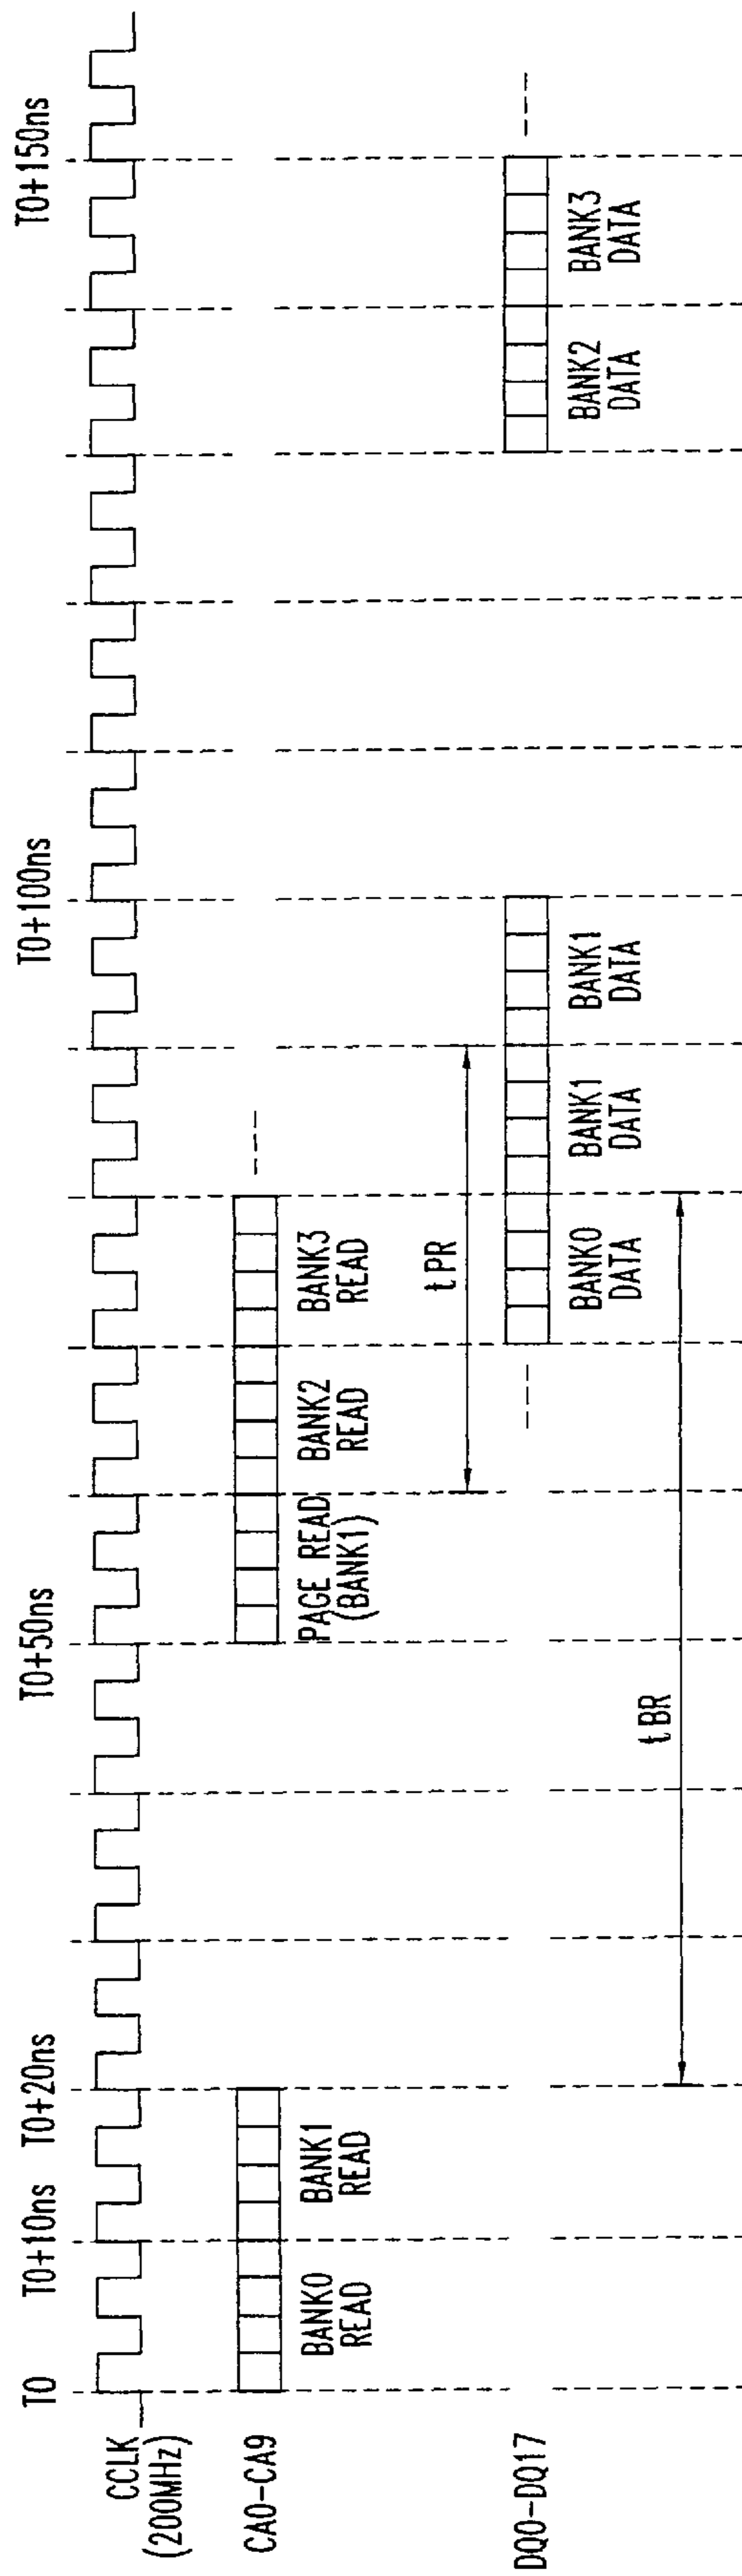 T0
T0+10ns
T0+20ns
T0+50ns
T0+100ns
T0+150ns
CCLK
(200MHz)
CA0-CA9
BANK0
READ
BANK1
READ
PAGE READ
(BANK1)
BANK2
READ
BANK3
READ
tPR
DQ0-DQ17
BANK0
DATA
BANK1
DATA
BANK1
DATA
BANK2
DATA
BANK3
DATA
tBR